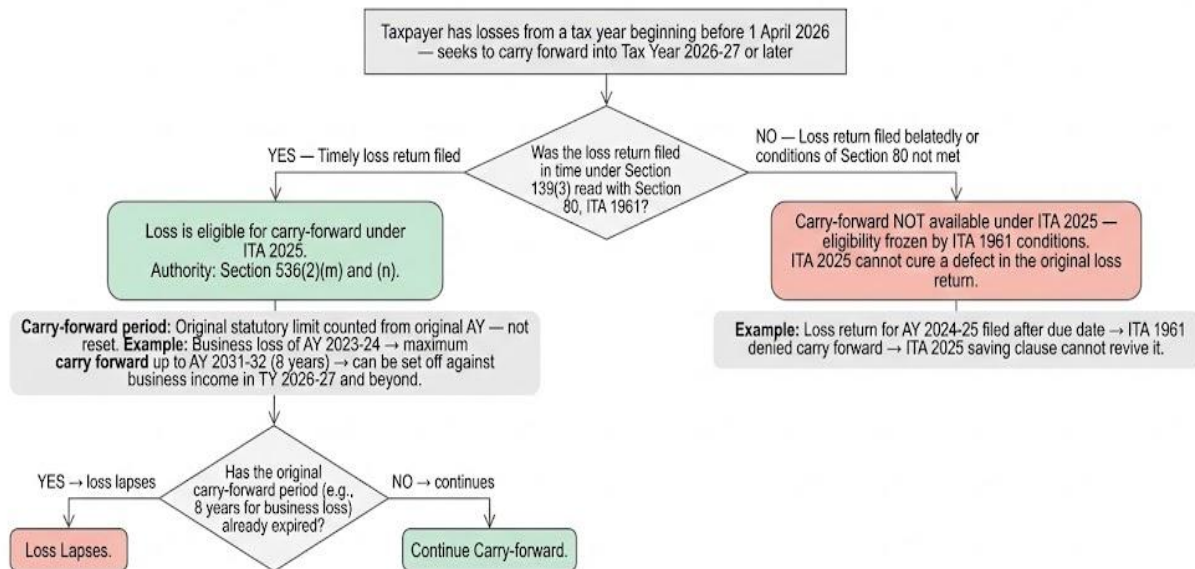 Taxpayer has losses from a tax year beginning before 1 April 2026
— seeks to carry forward into Tax Year 2026-27 or later
YES — Timely loss return filed
Was the loss return filed
in time under Section
139(3) read with Section
80, ITA 1961?
NO — Loss return filed belatedly or
conditions of Section 80 not met
Loss is eligible for carry-forward under
ITA 2025.
Authority: Section 536(2)(m) and (n).
Carry-forward NOT available under ITA 2025 —
eligibility frozen by ITA 1961 conditions.
ITA 2025 cannot cure a defect in the original loss
return.
Carry-forward period: Original statutory limit counted from original AY — not
reset. Example: Business loss of AY 2023-24 → maximum
carry forward up to AY 2031-32 (8 years) → can be set off against
business income in TY 2026-27 and beyond.
Example: Loss return for AY 2024-25 filed after due date → ITA 1961
denied carry forward → ITA 2025 saving clause cannot revive it.
YES → loss lapses
Has the original
carry-forward period (e.g.,
8 years for business loss)
already expired?
NO → continues
Loss Lapses.
Continue Carry-forward.